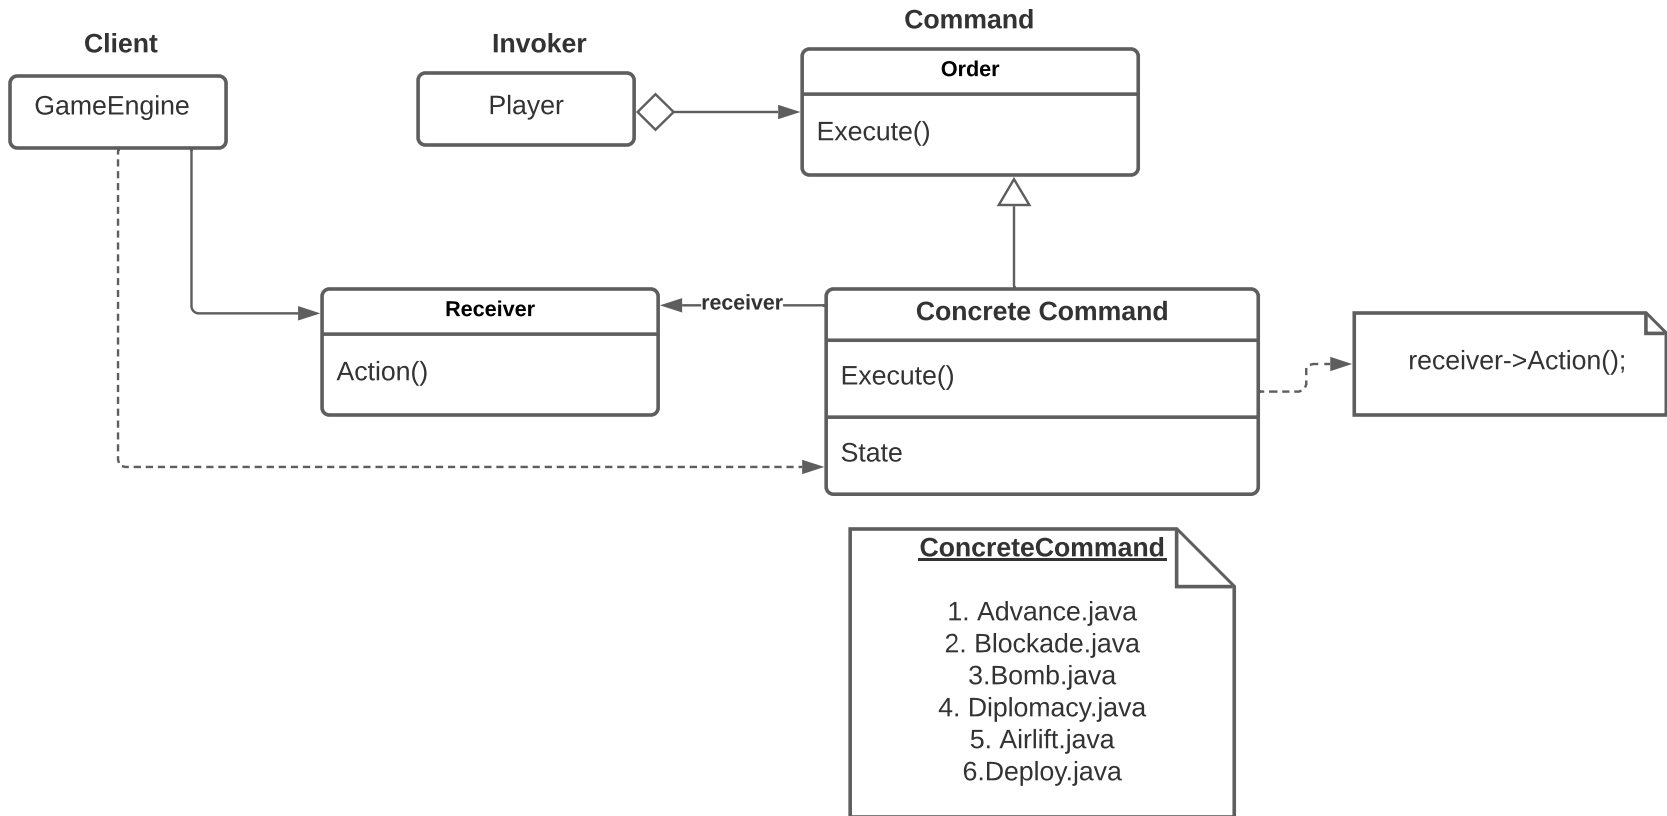 Command
Client
Invoker
Order
GameEngine
Player
Execute()
Receiver
receiver
Concrete Command
Action()
Execute()
receiver->Action();
State
ConcreteCommand
1. Advance.java
2. Blockade.java
3.Bomb.java
4. Diplomacy.java
5. Airlift.java
6.Deploy.java